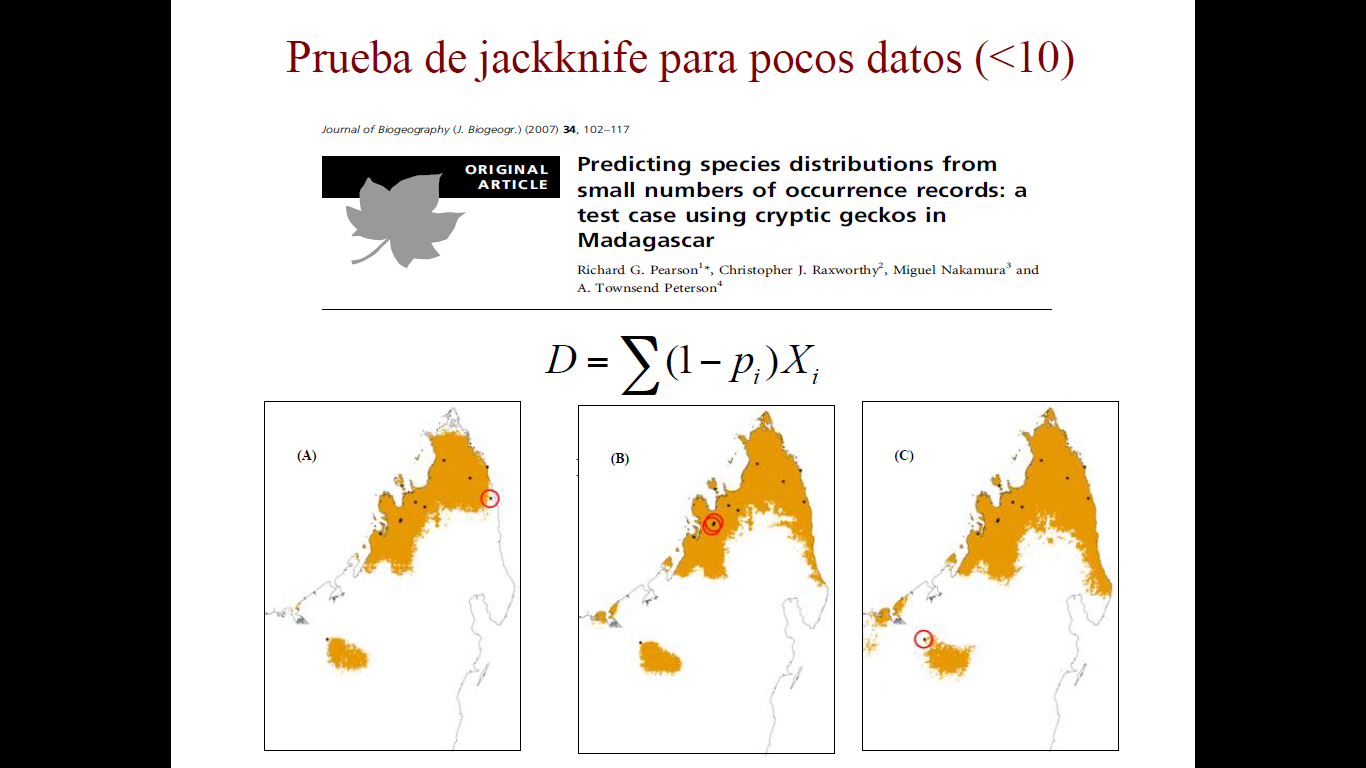 Prueba de jackknife para pocos datos (<10)
Journal of Biogeography (J. Biogeogr.) (2007) 34, 102–117
ORIGINAL
ARTICLE
Predicting species distributions from
small numbers of occurrence records: a
test case using cryptic geckos in
Madagascar
Richard G. Pearson1*, Christopher J. Raxworthy2, Miguel Nakamura3 and
A. Townsend Peterson4
D = ∑(1 − pi)Xi
(A)
(B)
(C)